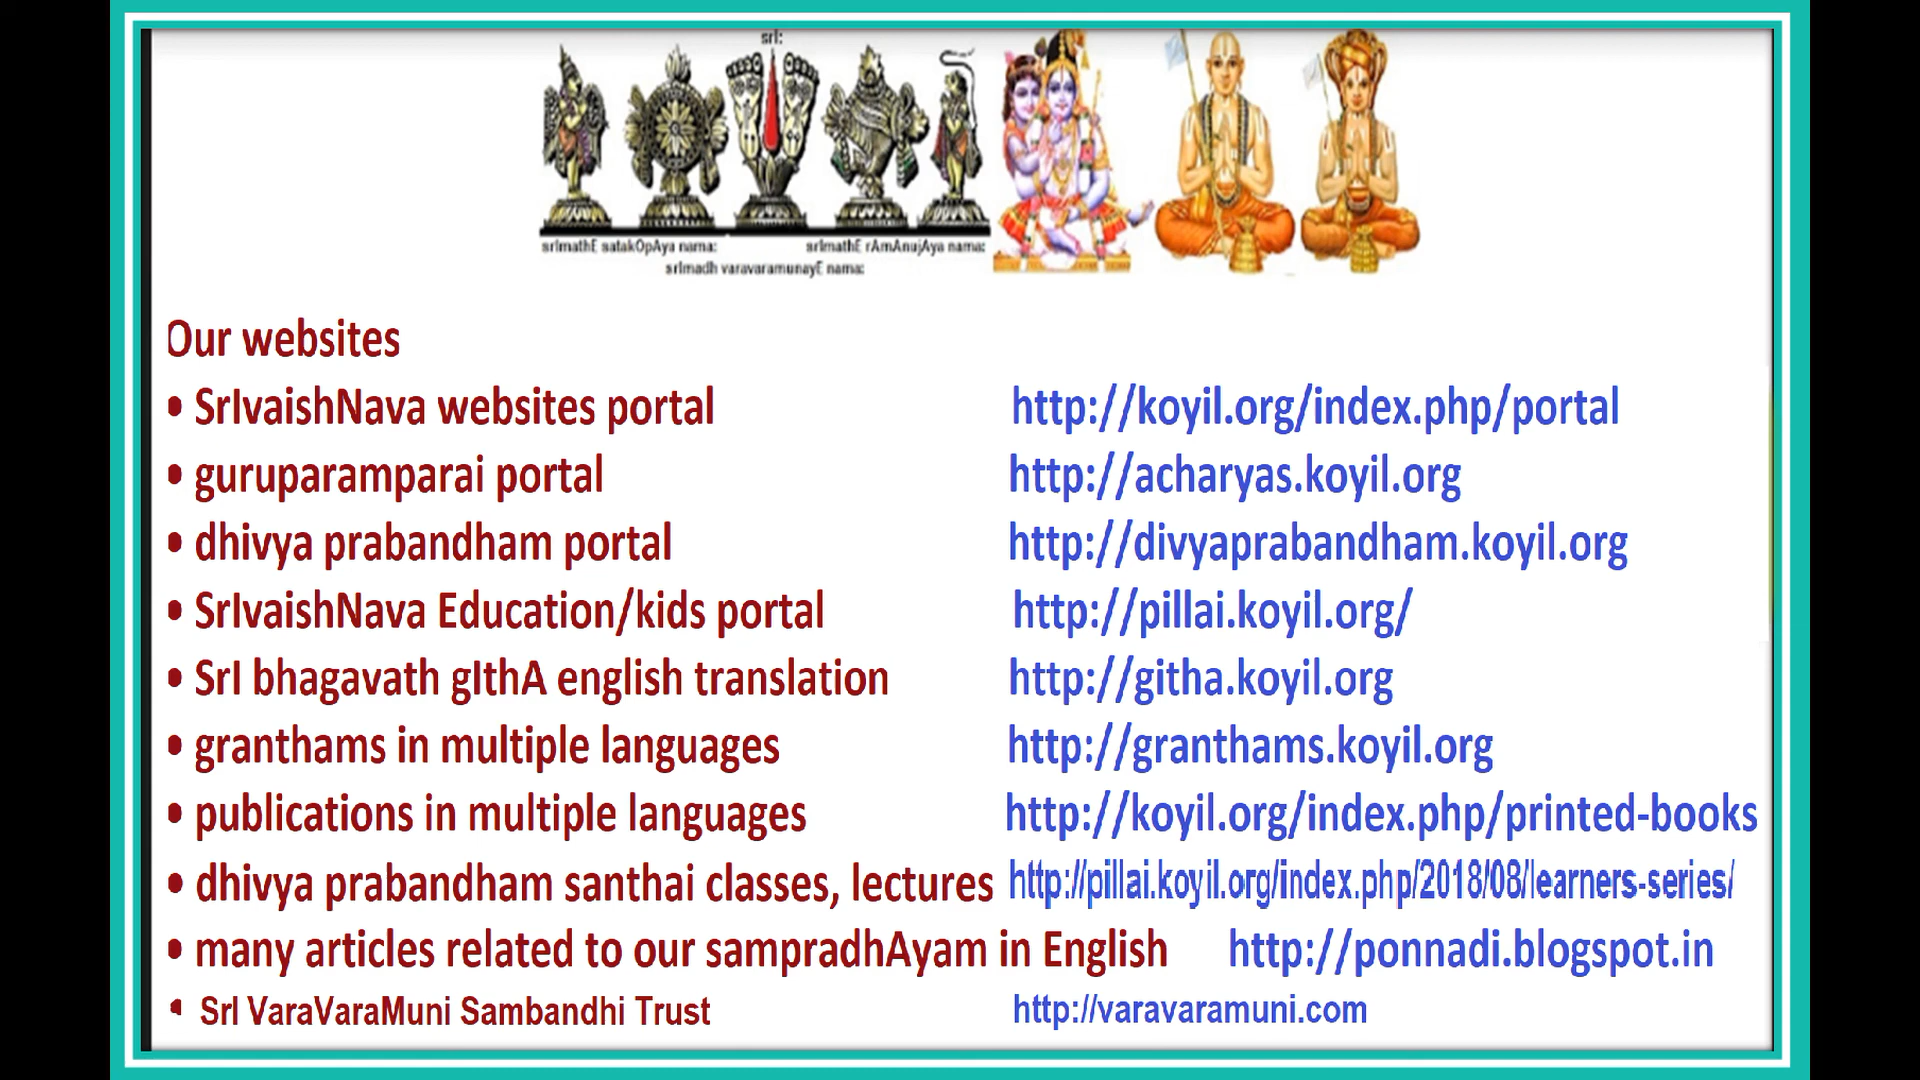 srI:
srImathE satakOpAya nama: srImathE rAmAnujAya nama:
srImadh varavaramunayE nama:
Our websites
• SrIvaishNava websites portal http://koyil.org/index.php/portal
• guruparamparai portal http://acharyas.koyil.org
• dhivya prabandham portal http://divyaprabandham.koyil.org
• SrIvaishNava Education/kids portal http://pillai.koyil.org/
• SrI bhagavath gIthA english translation http://githa.koyil.org
• granthams in multiple languages http://granthams.koyil.org
• publications in multiple languages http://koyil.org/index.php/printed-books
• dhivya prabandham santhai classes, lectures http://pillai.koyil.org/index.php/2018/08/learners-series/
• many articles related to our sampradhAyam in English http://ponnadi.blogspot.in
• SrI VaraVaraMuni Sambandhi Trust http://varavaramuni.com